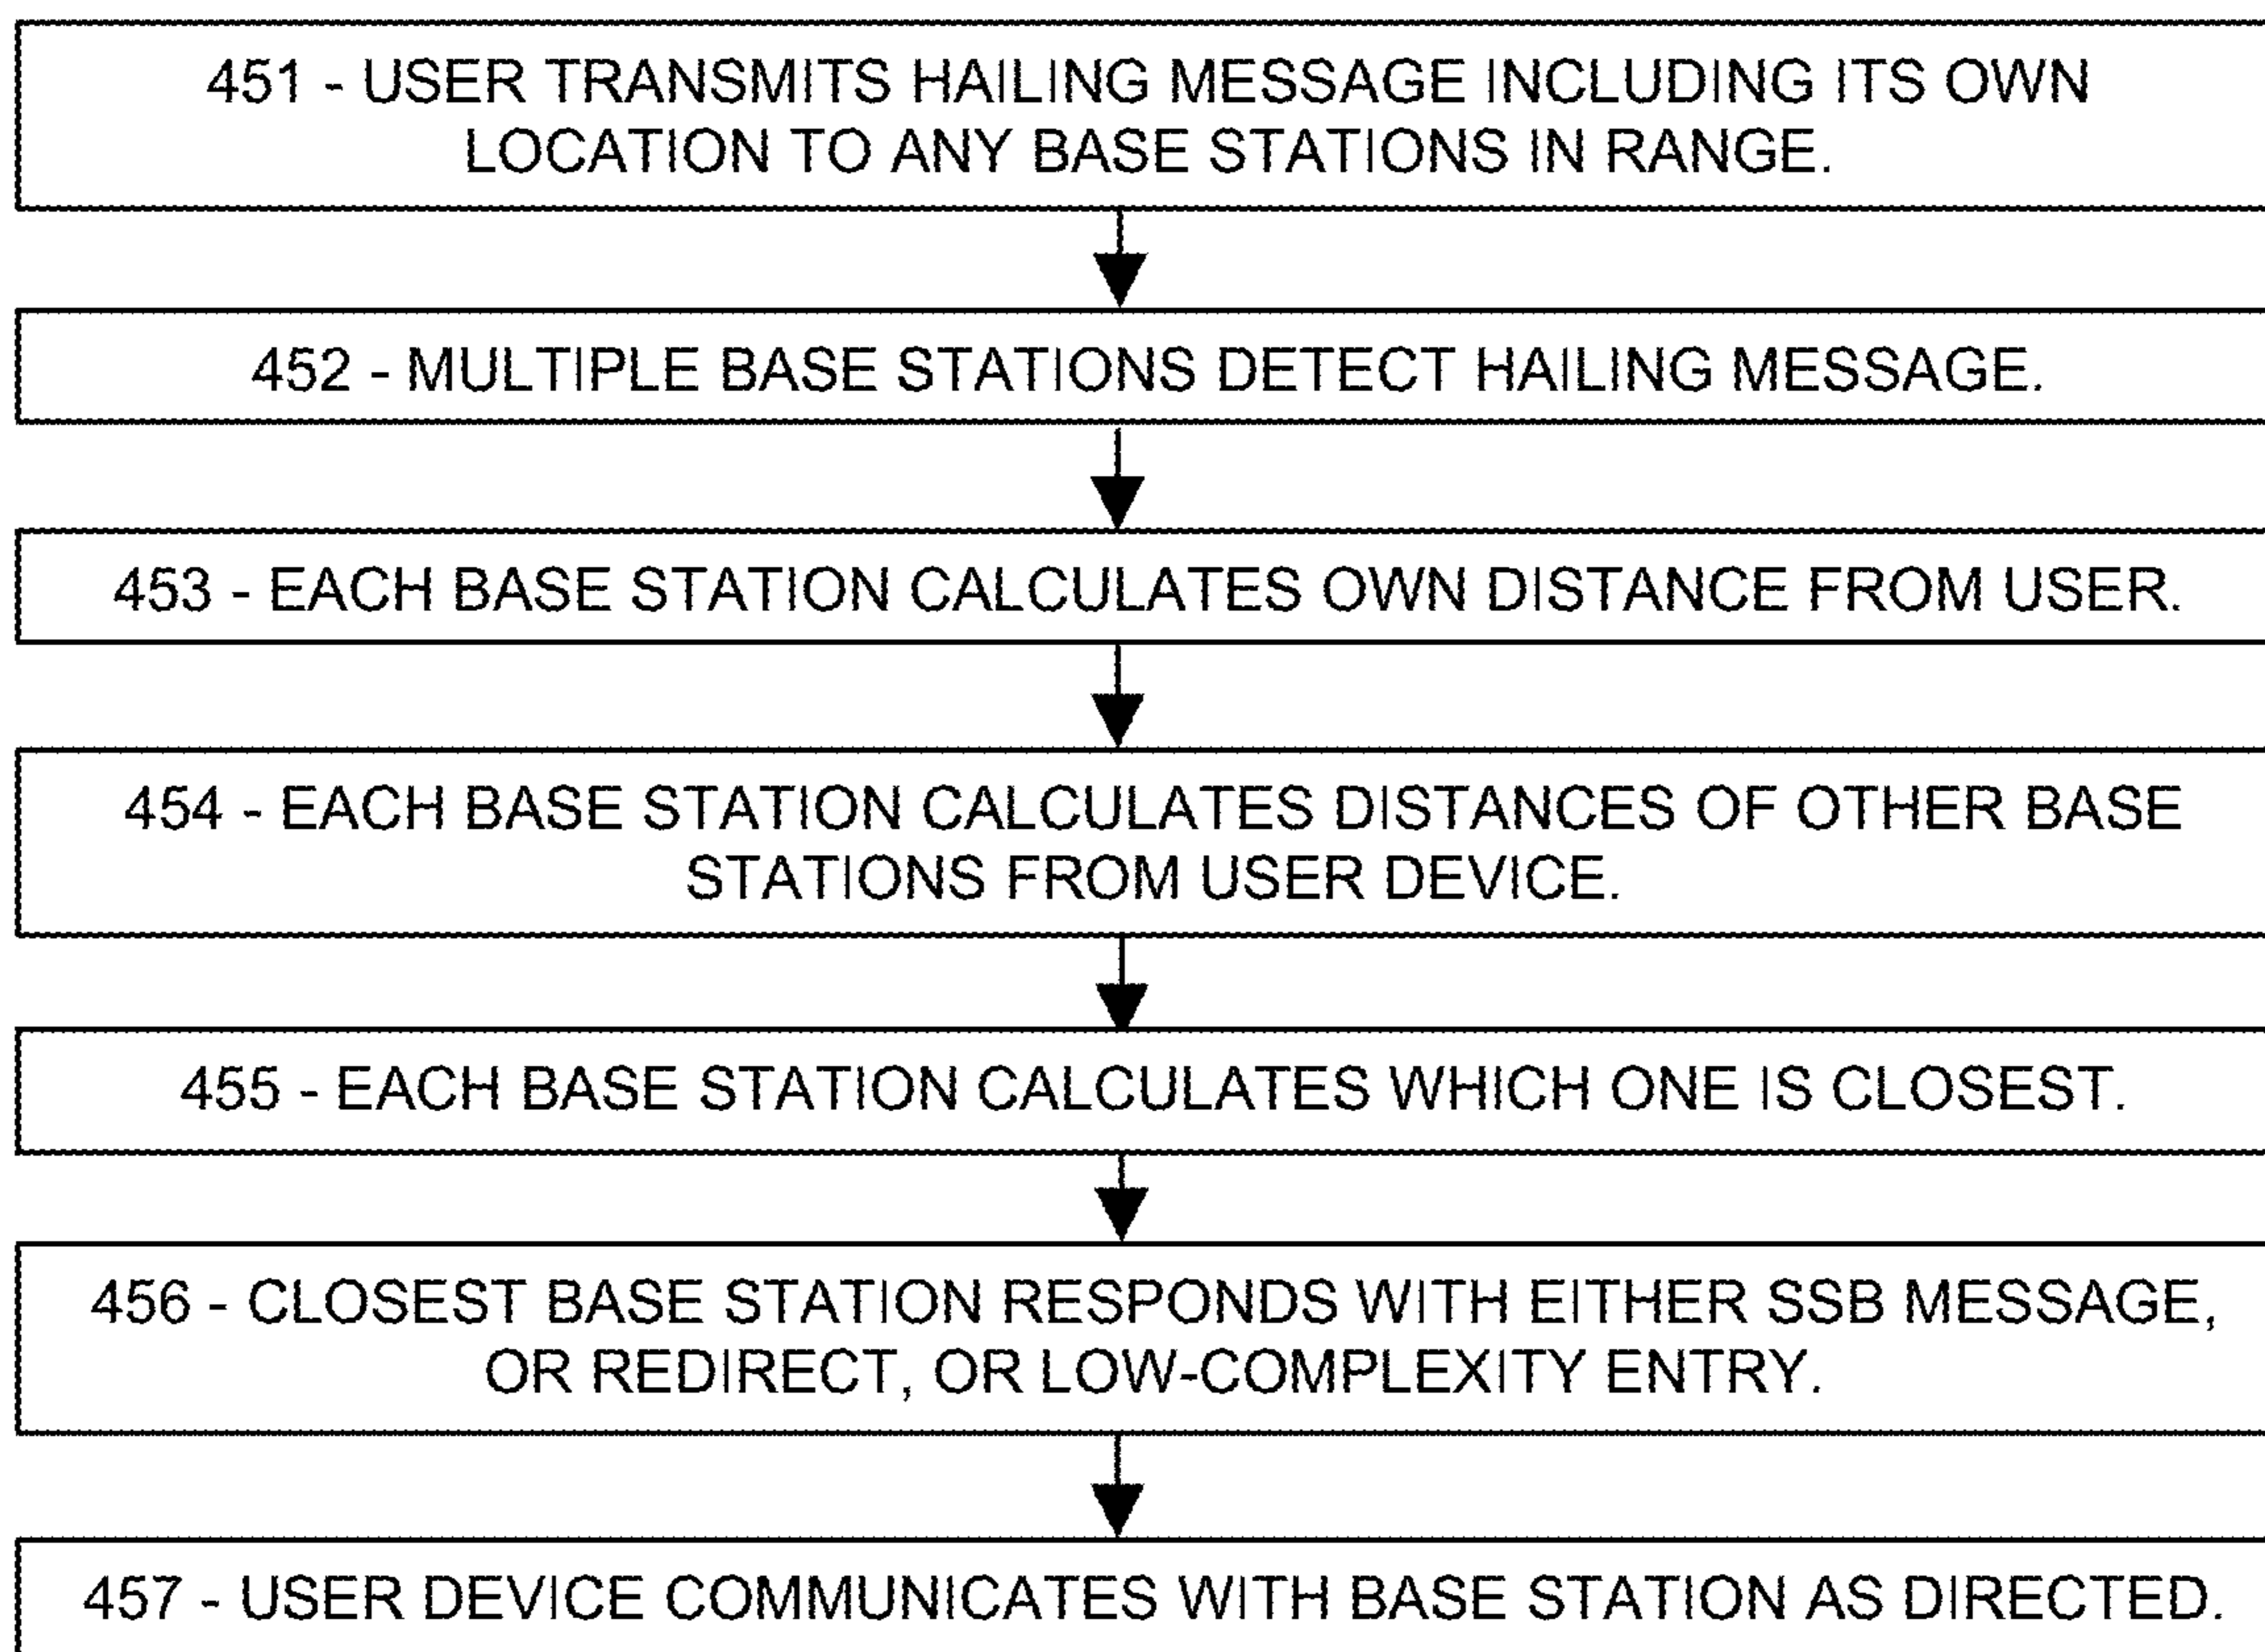 451 - USER TRANSMITS HAILING MESSAGE INCLUDING ITS OWN
LOCATION TO ANY BASE STATIONS IN RANGE.
452 - MULTIPLE BASE STATIONS DETECT HAILING MESSAGE.
453 - EACH BASE STATION CALCULATES OWN DISTANCE FROM USER.
454 - EACH BASE STATION CALCULATES DISTANCES OF OTHER BASE
STATIONS FROM USER DEVICE.
455 - EACH BASE STATION CALCULATES WHICH ONE IS CLOSEST.
456 - CLOSEST BASE STATION RESPONDS WITH EITHER SSB MESSAGE,
OR REDIRECT, OR LOW-COMPLEXITY ENTRY.
457 - USER DEVICE COMMUNICATES WITH BASE STATION AS DIRECTED.